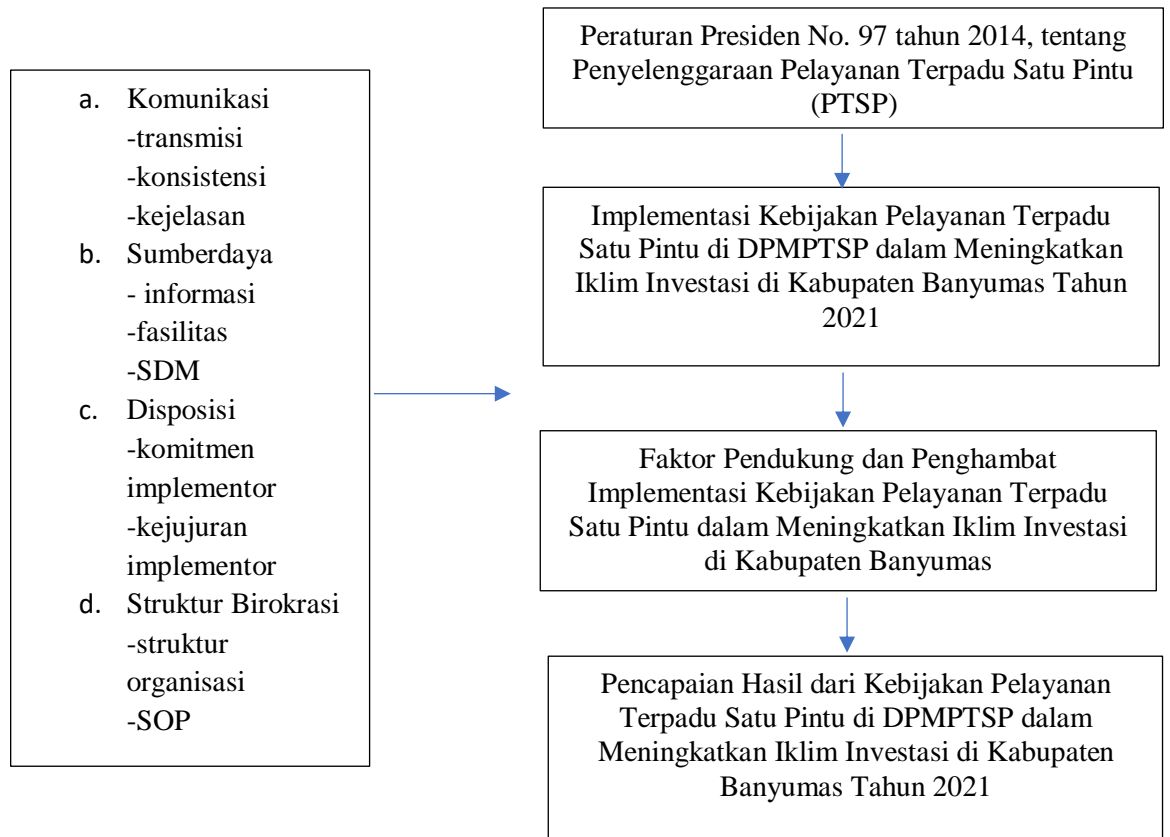 a. Komunikasi
-transmisi
-konsistensi
-kejelasan
b. Sumberdaya
- informasi
-fasilitas
-SDM
c. Disposisi
-komitmen
implementor
-kejujuran
implementor
d. Struktur Birokrasi
-struktur
organisasi
-SOP
Peraturan Presiden No. 97 tahun 2014, tentang
Penyelenggaraan Pelayanan Terpadu Satu Pintu
(PTSP)
Implementasi Kebijakan Pelayanan Terpadu
Satu Pintu di DPMPTSP dalam Meningkatkan
Iklim Investasi di Kabupaten Banyumas Tahun
2021
Faktor Pendukung dan Penghambat
Implementasi Kebijakan Pelayanan Terpadu
Satu Pintu dalam Meningkatkan Iklim Investasi
di Kabupaten Banyumas
Pencapaian Hasil dari Kebijakan Pelayanan
Terpadu Satu Pintu di DPMPTSP dalam
Meningkatkan Iklim Investasi di Kabupaten
Banyumas Tahun 2021